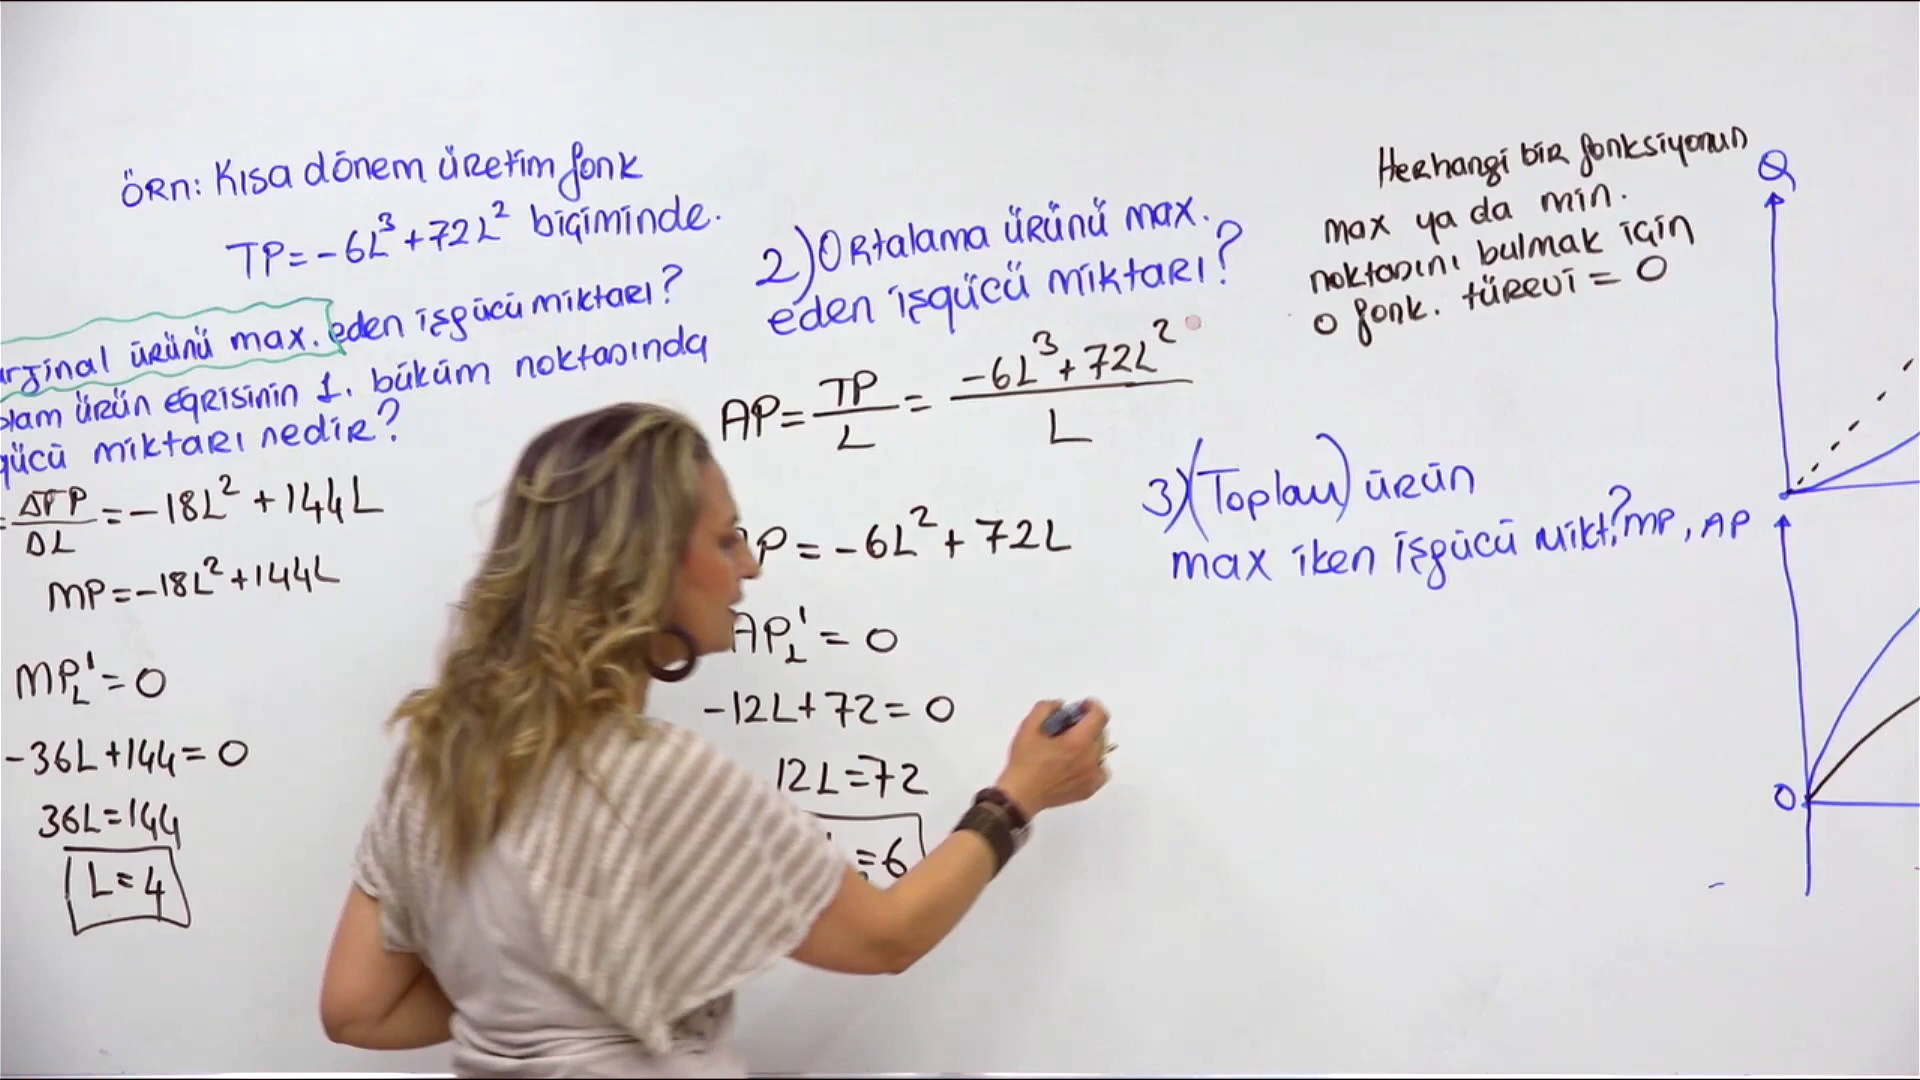 ÖRN: Kısa dönem üretim fonk
TP = -6L³ + 72L² biçiminde.
arjinal ürünü max. eden işgücü miktarı?
plam ürün eğrisinin 1. büküm noktasında
gücü miktarı nedir?
= ΔTP/ΔL = -18L² + 144L
MP = -18L² + 144L
MP_L' = 0
-36L + 144 = 0
36L = 144
L = 4
2) Ortalama ürünü max.
eden işgücü miktarı?
AP = TP/L = (-6L³ + 72L²)/L
P = -6L² + 72L
AP_L' = 0
-12L + 72 = 0
12L = 72
= 6
Herhangi bir fonksiyonun
max ya da min.
noktasını bulmak için
o fonk. türevi = 0
3) (Toplam) ürün
max iken işgücü mikt.?
Q
MP, AP
0